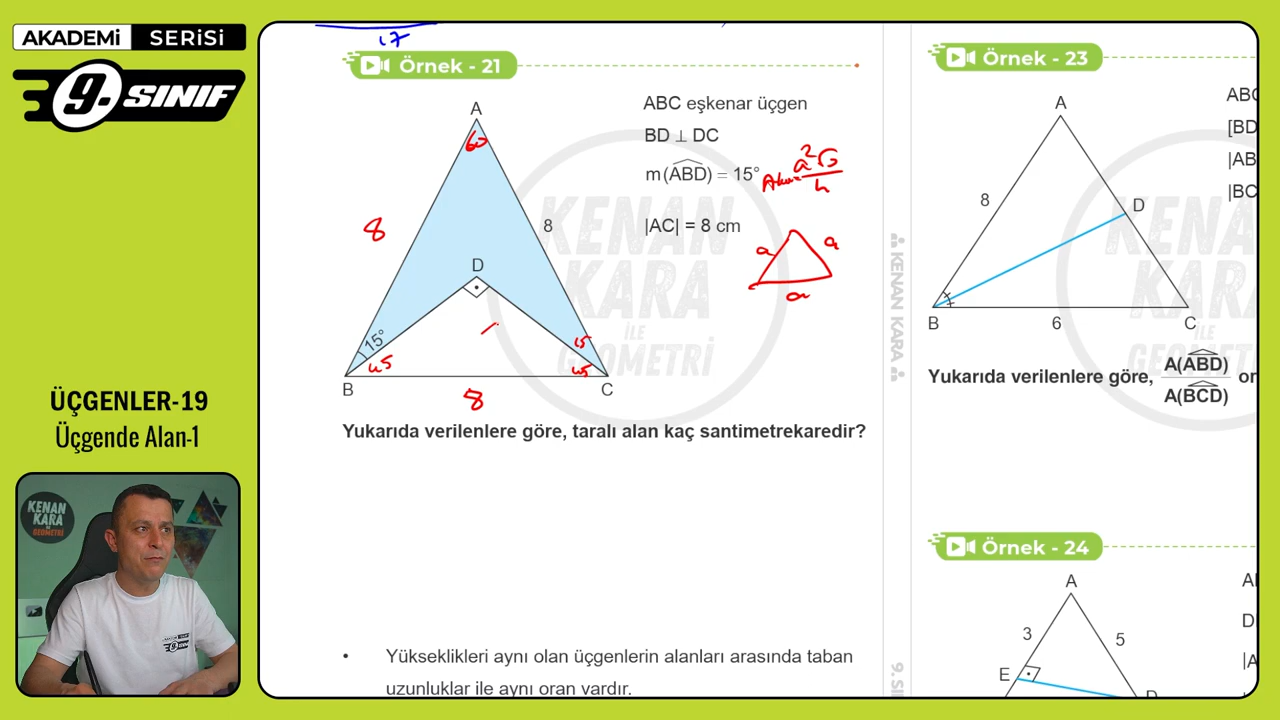 AKADEMİ SERİSİ
9. SINIF
ÜÇGENLER-19
Üçgende Alan-1
KENAN
KARA
İLE
GEOMETRİ
9.SINIF
17
Örnek - 21
A
60
8
8
D
15°
45
15
45
B
8
C
ABC eşkenar üçgen
BD ⊥ DC
m(ABD) = 15°
|AC| = 8 cm
a²√3
a
a
a
Yukarıda verilenlere göre, taralı alan kaç santimetrekaredir?
• Yükseklikleri aynı olan üçgenlerin alanları arasında taban
uzunluklar ile aynı oran vardır.
KENAN
KARA
İLE
GEOMETRİ
KENAN KARA
9. SI
Örnek - 23
A
8
D
B
6
C
ABC
[BD
|AB
|BC
Yukarıda verilenlere göre, A(ABD)/A(BCD) or
Örnek - 24
A
3
5
E
D